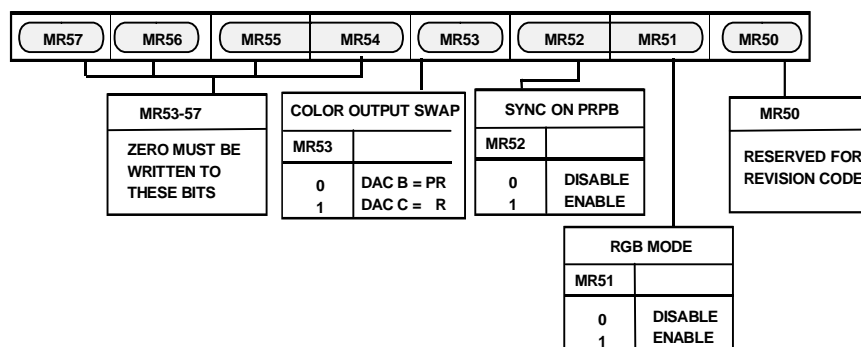 MR57 MR56 MR55 MR54 MR53 MR52 MR51 MR50
MR53-57
ZERO MUST BE
WRITTEN TO
THESE BITS
COLOR OUTPUT SWAP
MR53
0 DAC B = PR
1 DAC C = R
SYNC ON PRPB
MR52
0 DISABLE
1 ENABLE
MR50
RESERVED FOR
REVISION CODE
RGB MODE
MR51
0 DISABLE
1 ENABLE